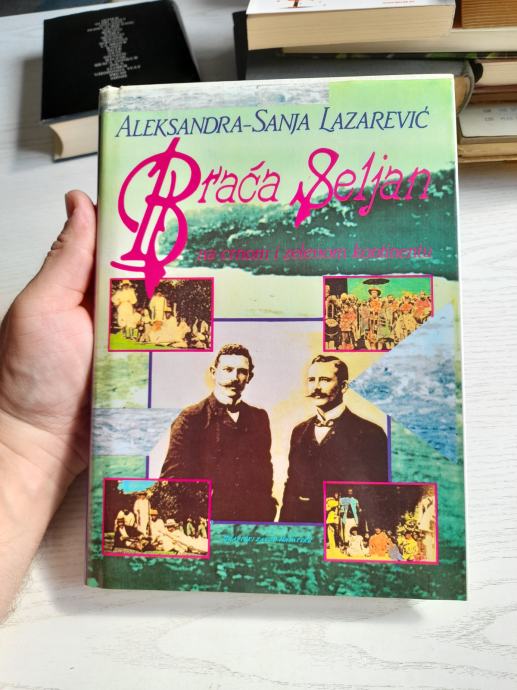 ALEKSANDRA-SANJA LAZAREVIĆ
Braća Seljan
na crnom i zelenom kontinentu